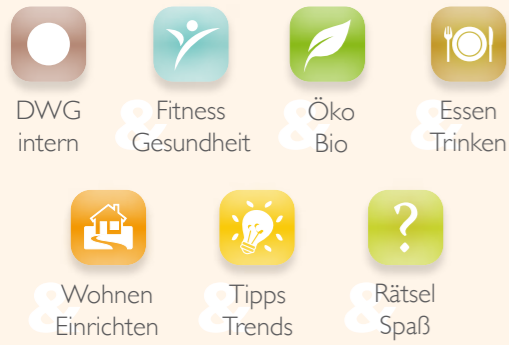 DWG
intern
&
Fitness
Gesundheit
&
Öko
Bio
&
Essen
Trinken
&
Wohnen
Einrichten
&
Tipps
Trends
&
Rätsel
Spaß
?